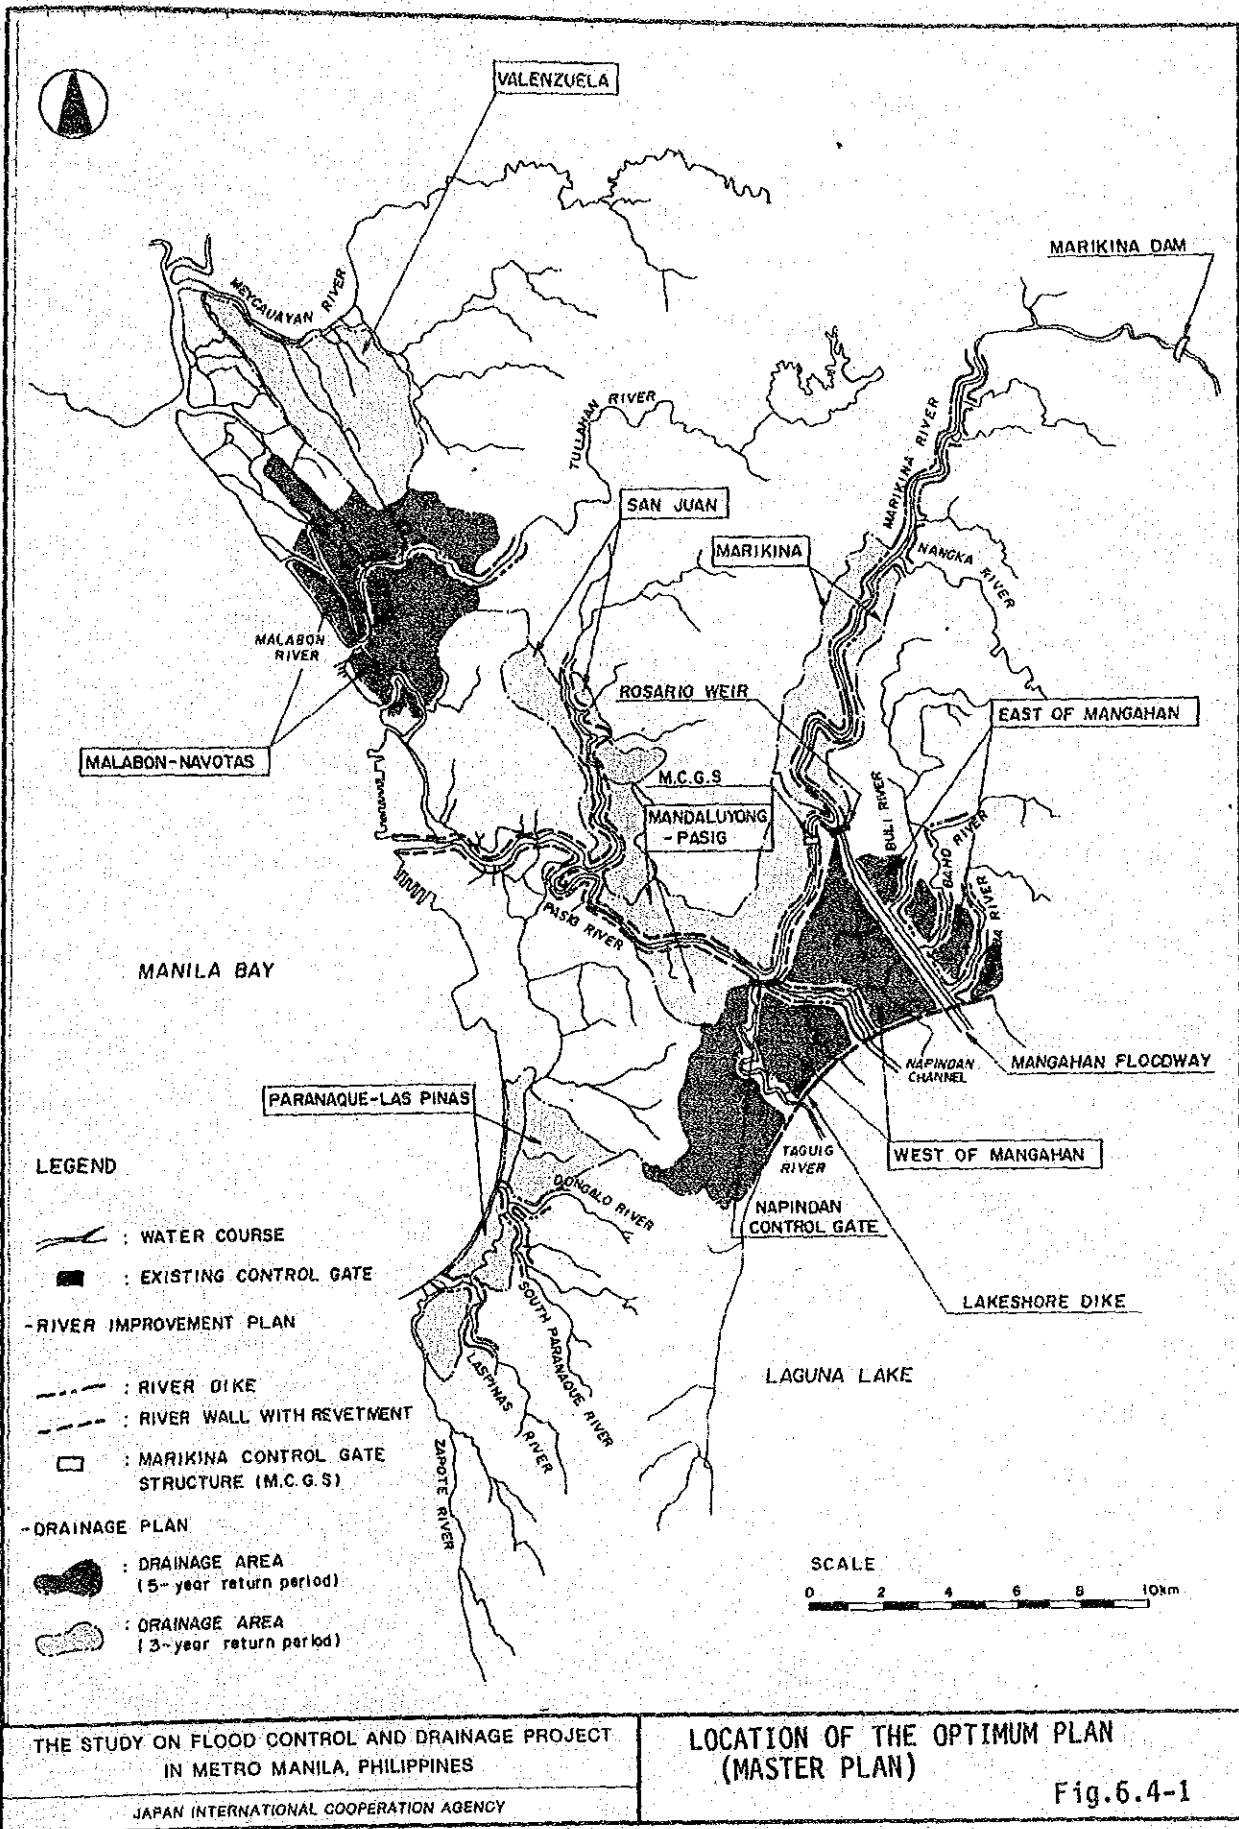 VALENZUELA
MARIKINA DAM
MEYCAUAYAN RIVER
TULLAHAN RIVER
MARIKINA RIVER
SAN JUAN
MARIKINA
NANGKA RIVER
MALABON
RIVER
ROSARIO WEIR
EAST OF MANGAHAN
MALABON-NAVOTAS
M.C.G.S
MANDALUYONG
-PASIG
BULI RIVER
BAHO RIVER
RIVER
PASIG RIVER
MANILA BAY
NAPINDAN
CHANNEL
MANGAHAN FLOODWAY
PARANAQUE-LAS PINAS
WEST OF MANGAHAN
TAGUIG
RIVER
DONGALO RIVER
NAPINDAN
CONTROL GATE
LAKESHORE DIKE
SOUTH PARANAQUE RIVER
LASPINAS RIVER
ZAPOTE RIVER
LAGUNA LAKE
LEGEND
: WATER COURSE
: EXISTING CONTROL GATE
-RIVER IMPROVEMENT PLAN
: RIVER DIKE
: RIVER WALL WITH REVETMENT
: MARIKINA CONTROL GATE
STRUCTURE (M.C.G.S)
-DRAINAGE PLAN
: DRAINAGE AREA
(5-year return period)
: DRAINAGE AREA
(3-year return period)
SCALE
0 2 4 6 8 10km
THE STUDY ON FLOOD CONTROL AND DRAINAGE PROJECT
IN METRO MANILA, PHILIPPINES
JAPAN INTERNATIONAL COOPERATION AGENCY
LOCATION OF THE OPTIMUM PLAN
(MASTER PLAN)
Fig.6.4-1